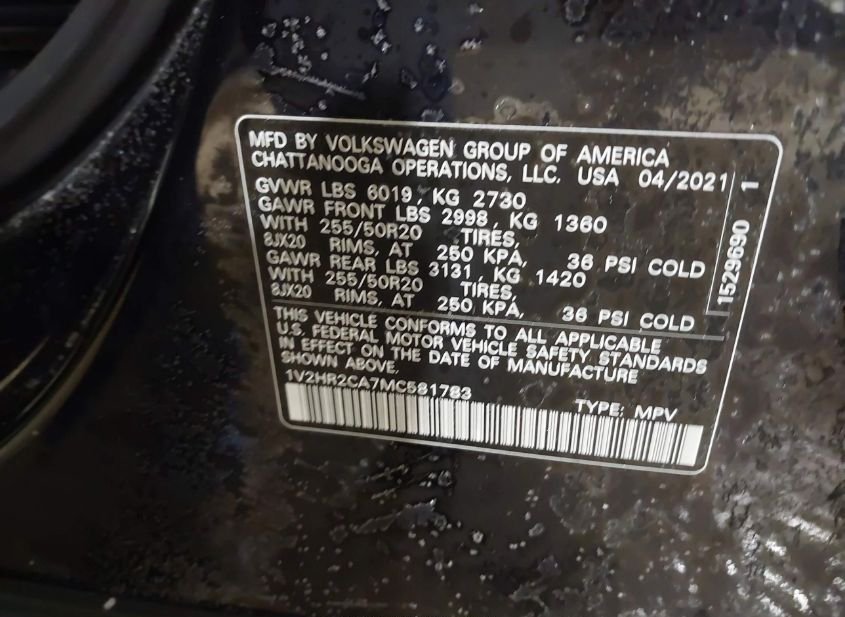 MFD BY VOLKSWAGEN GROUP OF AMERICA
CHATTANOOGA OPERATIONS, LLC. USA 04/2021
GVWR LBS 6019, KG 2730
GAWR FRONT LBS 2998, KG 1360
WITH 255/50R20 TIRES,
8JX20 RIMS, AT 250 KPA, 36 PSI COLD
GAWR REAR LBS 3131, KG 1420
WITH 255/50R20 TIRES,
8JX20 RIMS, AT 250 KPA, 36 PSI COLD
THIS VEHICLE CONFORMS TO ALL APPLICABLE
U.S. FEDERAL MOTOR VEHICLE SAFETY STANDARDS
IN EFFECT ON THE DATE OF MANUFACTURE
SHOWN ABOVE.
1V2HR2CA7MC581783
TYPE: MPV
1529690 1